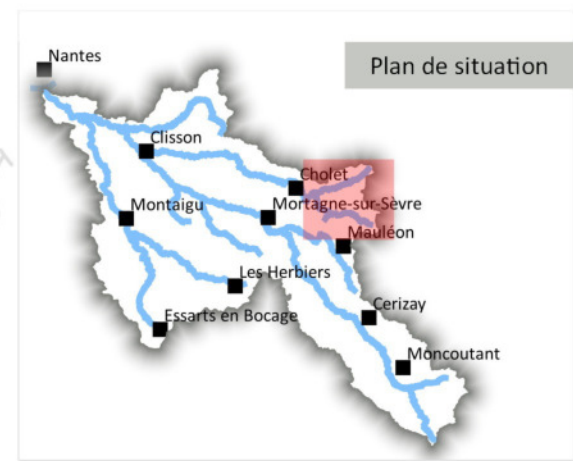 Nantes
Plan de situation
Clisson
Cholet
Mortagne-sur-Sèvre
Montaigu
Mauléon
Les Herbiers
Cerizay
Essarts en Bocage
Moncoutant